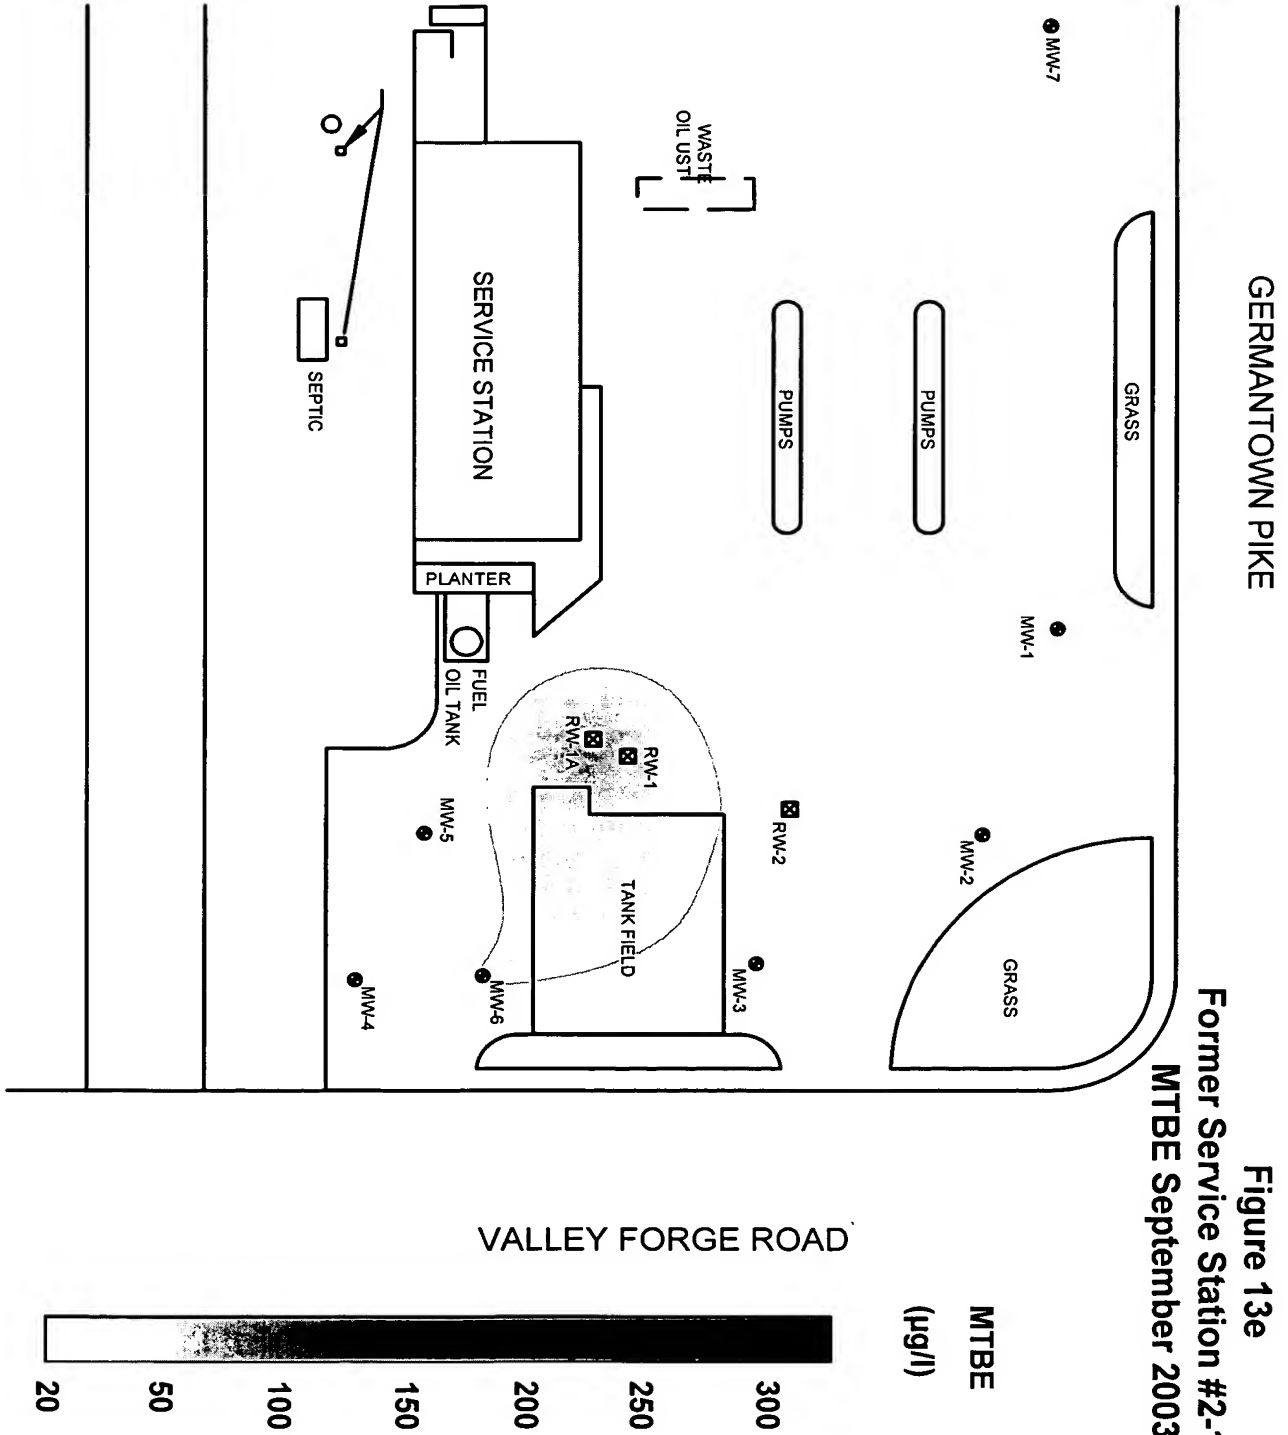 Figure 13e
Former Service Station #2-
MTBE September 2003
GERMANTOWN PIKE
MW-7
GRASS
MW-1
WASTE
OIL UST
PUMPS
PUMPS
SERVICE STATION
SEPTIC
PLANTER
FUEL
OIL TANK
RW-1
RW-1A
RW-2
MW-2
MW-5
TANK FIELD
MW-3
GRASS
MW-6
MW-4
VALLEY FORGE ROAD
MTBE
(µg/l)
20
50
100
150
200
250
300